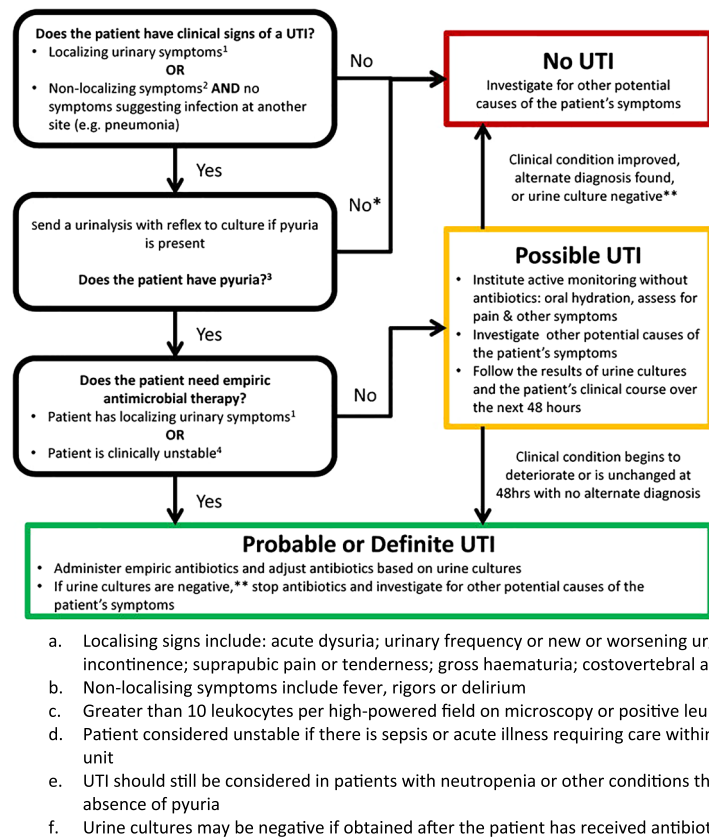 Does the patient have clinical signs of a UTI?
• Localizing urinary symptoms¹
OR
• Non-localizing symptoms² AND no
symptoms suggesting infection at another
site (e.g. pneumonia)
No
No UTI
Investigate for other potential
causes of the patient's symptoms
Yes
Clinical condition improved,
alternate diagnosis found,
or urine culture negative**
Send a urinalysis with reflex to culture if pyuria
is present
Does the patient have pyuria?³
No*
Possible UTI
• Institute active monitoring without
antibiotics: oral hydration, assess for
pain & other symptoms
• Investigate other potential causes of
the patient's symptoms
• Follow the results of urine cultures
and the patient's clinical course over
the next 48 hours
Yes
Does the patient need empiric
antimicrobial therapy?
• Patient has localizing urinary symptoms¹
OR
• Patient is clinically unstable⁴
No
Clinical condition begins to
deteriorate or is unchanged at
48hrs with no alternate diagnosis
Yes
Probable or Definite UTI
• Administer empiric antibiotics and adjust antibiotics based on urine cultures
• If urine cultures are negative,** stop antibiotics and investigate for other potential causes of the
patient's symptoms
a. Localising signs include: acute dysuria; urinary frequency or new or worsening ur
incontinence; suprapubic pain or tenderness; gross haematuria; costovertebral a
b. Non-localising symptoms include fever, rigors or delirium
c. Greater than 10 leukocytes per high-powered field on microscopy or positive leu
d. Patient considered unstable if there is sepsis or acute illness requiring care within
unit
e. UTI should still be considered in patients with neutropenia or other conditions th
absence of pyuria
f. Urine cultures may be negative if obtained after the patient has received antibiot